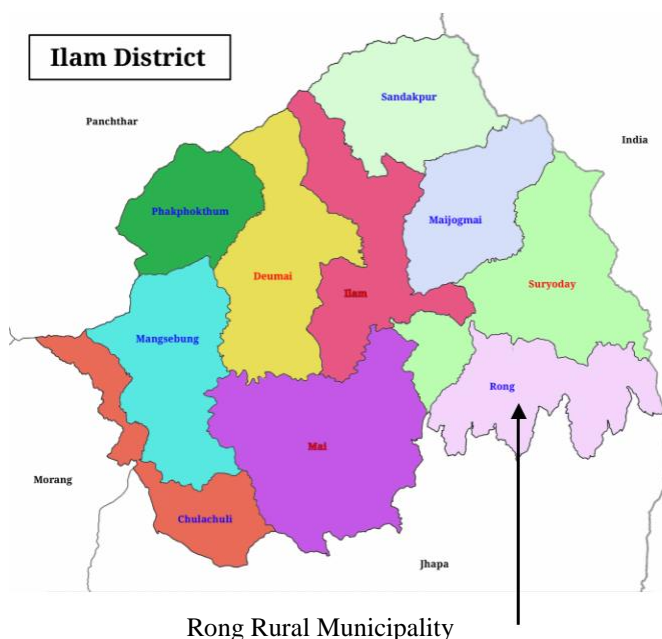 Ilam District
Sandakpur
Panchthar
India
Phakphokthum
Maijogmai
Deumai
Suryoday
Ilam
Mangsebung
Rong
Mai
Morang
Chulachuli
Jhapa
Rong Rural Municipality